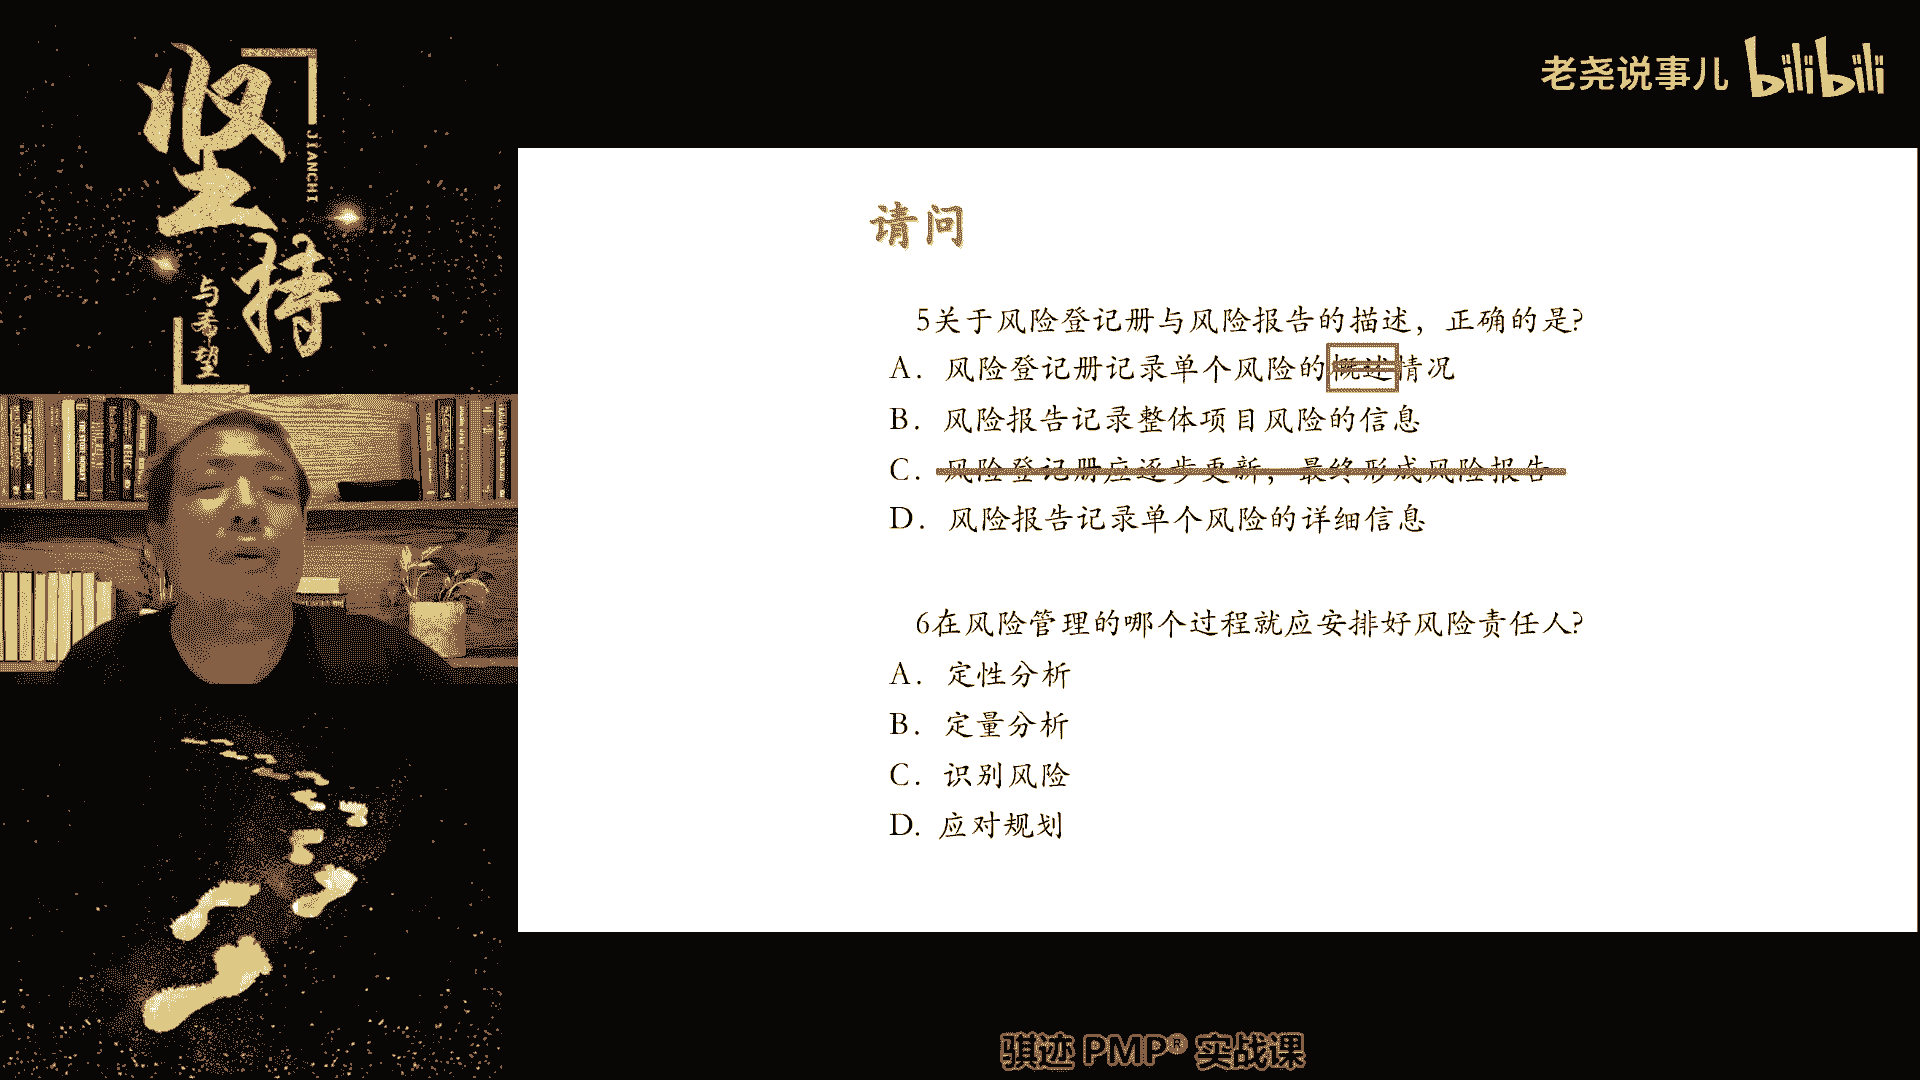 坚持
JIANCHI
与希望
老尧说事儿 bilibili
请问
5关于风险登记册与风险报告的描述，正确的是?
A. 风险登记册记录单个风险的概述情况
B. 风险报告记录整体项目风险的信息
C. 风险登记册应逐步更新，最终形成风险报告
D. 风险报告记录单个风险的详细信息
6在风险管理的哪个过程就应安排好风险责任人?
A. 定性分析
B. 定量分析
C. 识别风险
D. 应对规划
骐迹 PMP® 实战课